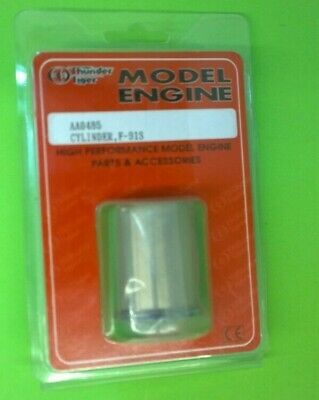 Thunder
Tiger
MODEL
ENGINE
AA0485
CYLINDER, F-91S
HIGH PERFORMANCE MODEL ENGINE
PARTS & ACCESSORIES
CE